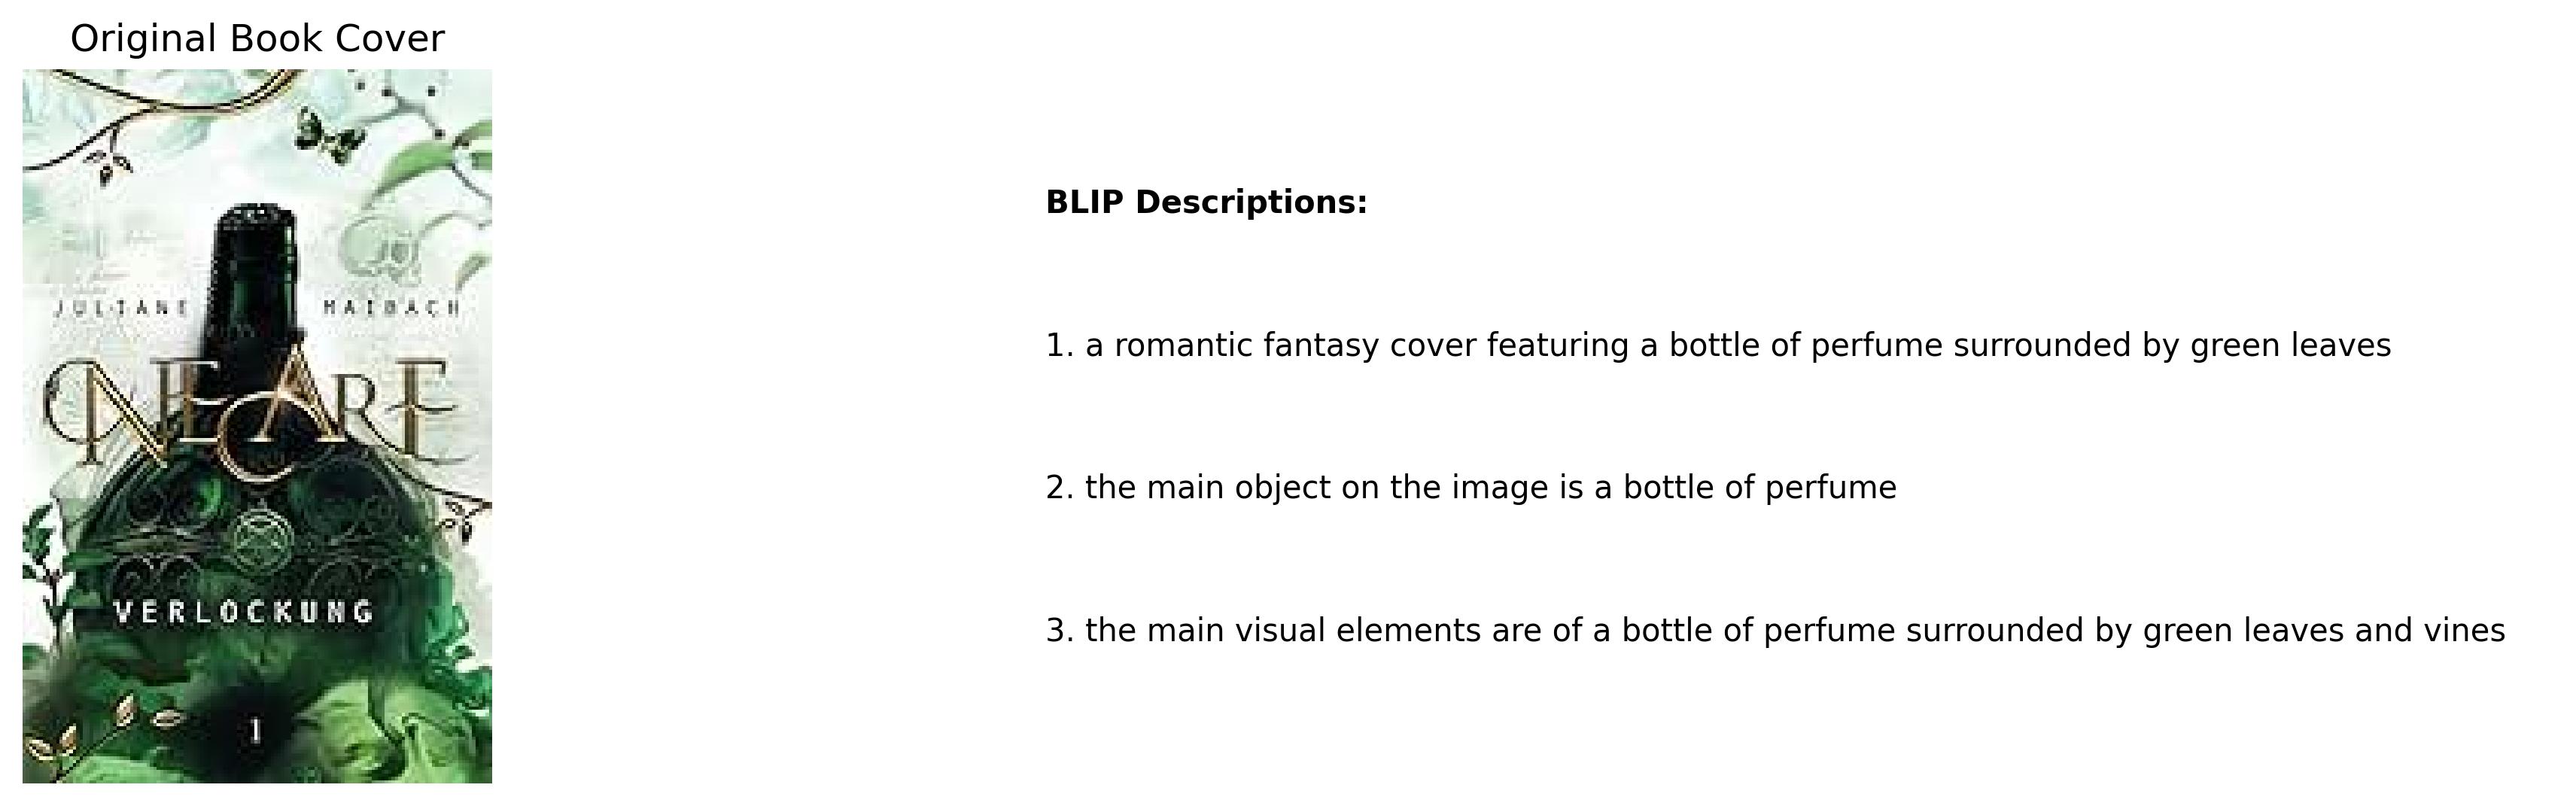 Original Book Cover
JULIANE MAIBACH
NECARE
VERLOCKUNG
1
BLIP Descriptions:
1. a romantic fantasy cover featuring a bottle of perfume surrounded by green leaves
2. the main object on the image is a bottle of perfume
3. the main visual elements are of a bottle of perfume surrounded by green leaves and vines